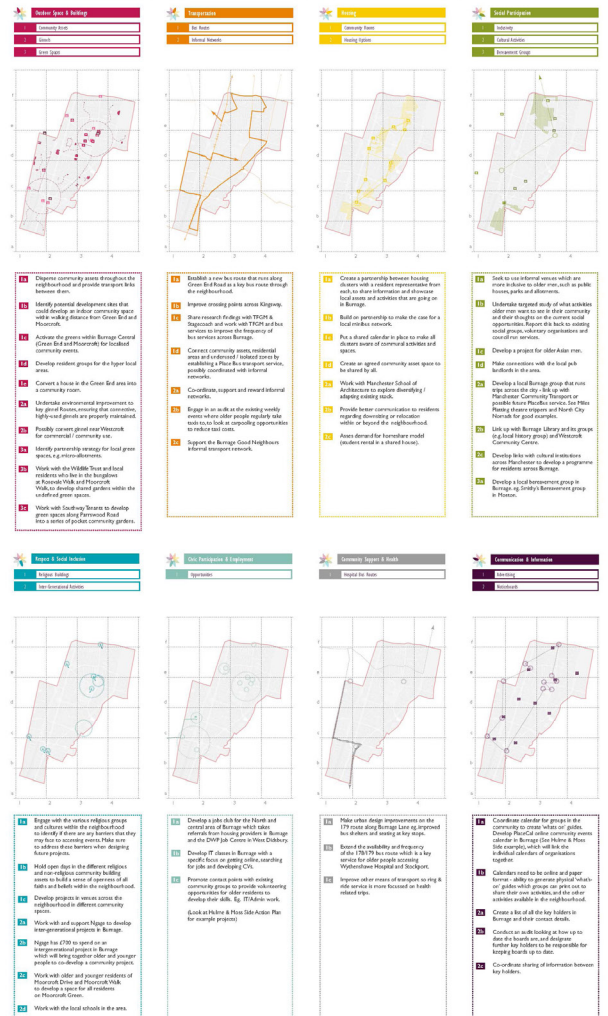 Outdoor Space & Buildings
1 Community Assets
2 Ginnels
3 Green Spaces
1a Disperse community assets throughout the
neighbourhood and provide transport links
between them.
1b Identify potential development sites that
could develop an indoor community space
within walking distance from Green End and
Moorcroft.
1c Activate the greens within Burnage Central
(Green End and Moorcroft) for localised
community events.
1d Develop resident groups for the hyper local
areas.
1e Convert a house in the Green End area into
a community room.
2a Undertake environmental improvement to
key ginnel routes, ensuring that connective,
highly-used ginnels are properly maintained.
2b Possibly convert ginnel near Westcroft
for commercial / community use.
3a Identify partnership strategy for local green
spaces, e.g. micro-allotments.
3b Work with the Wildlife Trust and local
residents who live in the bungalows
at Rosevale Walk and Moorcroft
Walk, to develop shared gardens within the
undefined green spaces.
3c Work with Southway Tenants to develop
green spaces along Parrswood Road
into a series of pocket community gardens.
Transportation
1 Bus Routes
2 Informal Networks
1a Establish a new bus route that runs along
Green End Road as a key bus route through
the neighbourhood.
1b Improve crossing points across Kingsway.
1c Share research findings with TFGM &
Stagecoach and work with TFGM and bus
services to improve the frequency of
bus services across Burnage.
1d Connect community assets, residential
areas and undersized / isolated stores by
establishing a Place Bus transport service,
possibly coordinated with informal
networks.
2a Co-ordinate, support and reward informal
networks.
2b Engage in an audit at the existing weekly
events where older people regularly take
taxis to, to look at carpooling opportunities
to reduce taxi costs.
2c Support the Burnage Good Neighbours
informal transport network.
Housing
1 Community Rooms
2 Housing Options
1a Create a partnership between housing
clusters with a resident representative from
each, to share information and showcase
local assets and activities that are going on
in Burnage.
1b Build on partnership to make the case for a
local minibus network.
1c Put a shared calendar in place to make all
clusters aware of communal activities and
spaces.
1d Create an agreed community asset space to
be shared by all.
2a Work with Manchester School of
Architecture to explore diversifying /
adapting existing stock.
2b Provide better communication to residents
regarding downsizing or relocation
within or beyond the neighbourhood.
2c Assess demand for homeshare model
(student rental in a shared house).
Social Participation
1 Inclusivity
2 Cultural Activities
3 Bereavement Groups
1a Seek to use informal venues which are
more inclusive to older men, such as public
houses, parks and allotments.
1b Undertake targeted study of what activities
older men want to see in their community
and their thoughts on the current social
opportunities. Report this back to existing
social groups, voluntary organisations and
council run services.
1c Develop a project for older Asian men.
1d Make connections with the local pub
landlords in the area.
2a Develop a local Burnage group that runs
trips across the city - link up with
Manchester Community Transport or
possible future PlaceBus service. See Miles
Platting theatre trippers and North City
Nomads for good examples.
2b Link up with Burnage Library and its groups
(e.g. local history group) and Westcroft
Community Centre.
2c Develop links with cultural institutions
across Manchester to develop a programme
for residents across Burnage.
3a Develop a local bereavement group in
Burnage. eg. Smithy's Bereavement group
in Moston.
Respect & Social Inclusion
1 Religious Buildings
2 Inter-Generational Activities
1a Engage with the various religious groups
and cultures within the neighbourhood
to identify if there are any barriers that they
may face to accessing events. Make sure
to address these barriers when designing
future projects.
1b Hold open days in the different religious
and non-religious community building
assets to build a sense of openness of all
faiths and beliefs within the neighbourhood.
1c Develop projects in venues across the
neighbourhood in different community
spaces.
2a Work with and support Ngage to develop
inter-generational projects in Burnage.
2b Ngage has £700 to spend on an
intergenerational project in Burnage
which will bring together older and younger
people to co-develop a community project.
2c Work with older and younger residents of
Moorcroft Drive and Moorcroft Walk
to develop a space for all residents
on Moorcroft Green.
2d Work with the local schools in the area.
Civic Participation & Employment
1 Opportunities
1a Develop a jobs club for the North and
central area of Burnage which takes
referrals from housing providers in Burnage
and the DWP Job Centre in West Didsbury.
1b Develop IT classes in Burnage with a
specific focus on getting online, searching
for jobs and developing CVs.
1c Promote contact points with existing
community groups to provide volunteering
opportunities for older residents to
develop their skills. Eg. IT/Admin work.
(Look at Hulme & Moss Side Action Plan
for example projects)
Community Support & Health
1 Hospital Bus Routes
1a Make urban design improvements on the
179 route along Burnage Lane eg. improved
bus shelters and seating at key stops.
1b Extend the availability and frequency
of the 178/179 bus route which is a key
service for older people accessing
Wythenshawe Hospital and Stockport.
1c Improve other means of transport so ring &
ride service is more focussed on health
related trips.
Communication & Information
1 Advertising
2 Noticeboards
1a Coordinate calendar for groups in the
community to create 'whats on' guides.
Develop PlaceCal online community events
calendar in Burnage (See Hulme & Moss
Side example), which will link the
individual calendars of organisations
together.
1b Calendars need to be online and paper
format - ability to generate physical 'what's-
on' guides which groups can print out to
share their own activities, and the other
activities available in the neighbourhood.
2a Create a list of all the key holders in
Burnage and their contact details.
2b Conduct an audit looking at how up to
date the boards are, and designate
further key holders to be responsible for
keeping boards up to date.
2c Co-ordinate sharing of information between
key holders.